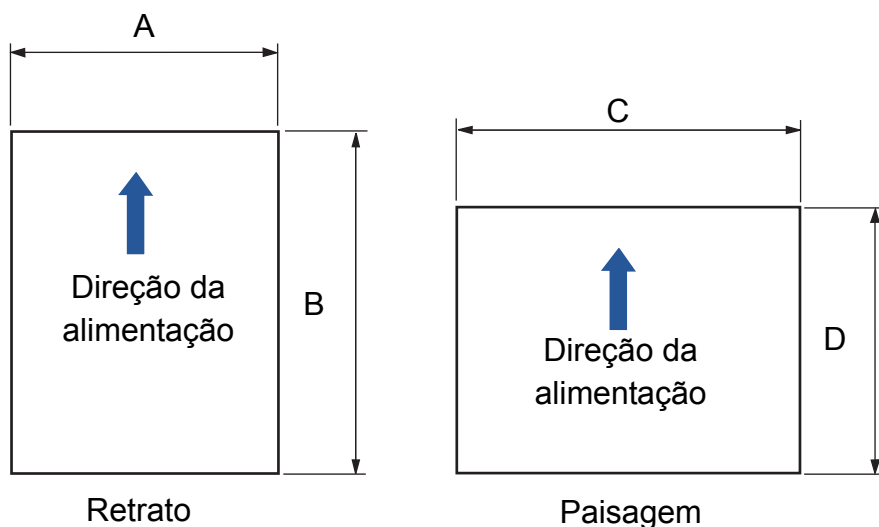 A
B
Direção da
alimentação
Retrato
C
D
Direção da
alimentação
Paisagem